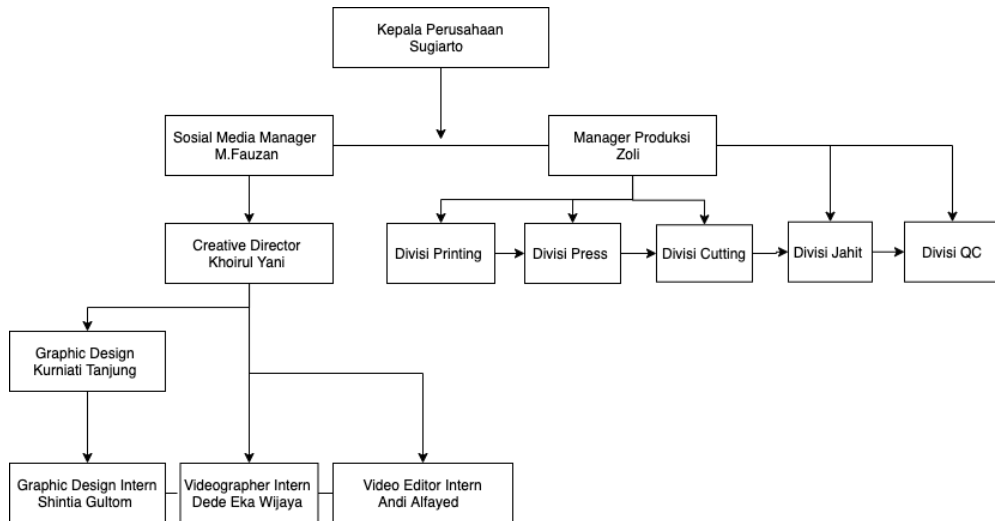 Kepala Perusahaan
Sugiarto
Sosial Media Manager
M.Fauzan
Manager Produksi
Zoli
Creative Director
Khoirul Yani
Divisi Printing
Divisi Press
Divisi Cutting
Divisi Jahit
Divisi QC
Graphic Design
Kurniati Tanjung
Graphic Design Intern
Shintia Gultom
Videographer Intern
Dede Eka Wijaya
Video Editor Intern
Andi Alfayed